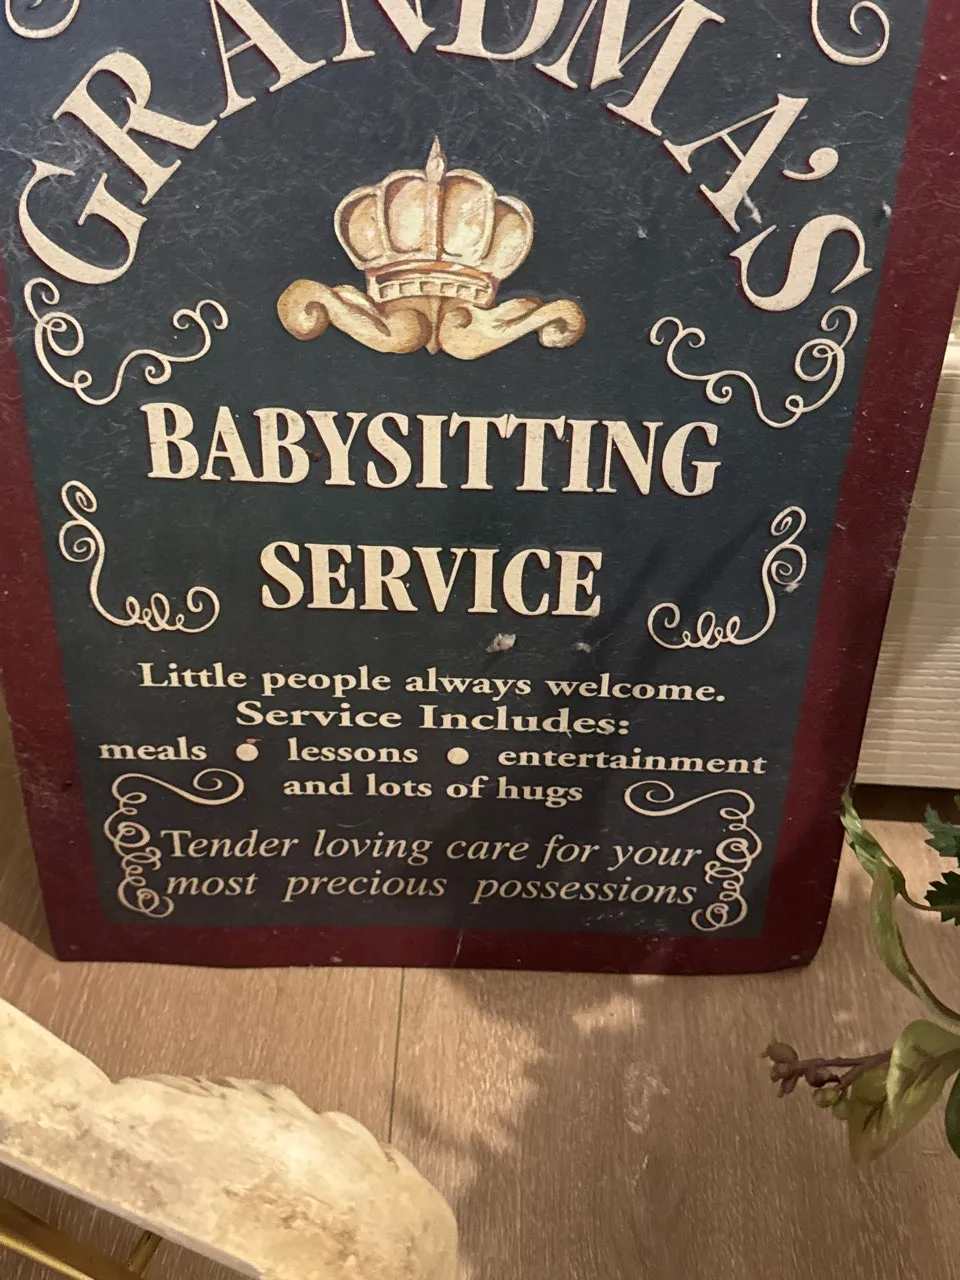 GRANDMA'S
BABYSITTING
SERVICE
Little people always welcome.
Service Includes:
meals • lessons • entertainment
and lots of hugs
Tender loving care for your
most precious possessions